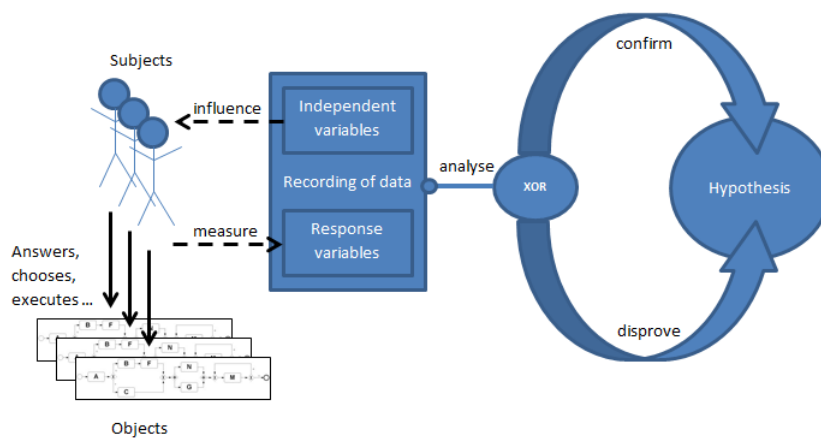 Subjects
influence
Independent
variables
Recording of data
measure
Response
variables
analyse
XOR
confirm
disprove
Hypothesis
Answers,
chooses,
executes ...
B F
B F N
A B F N M
C G
Objects